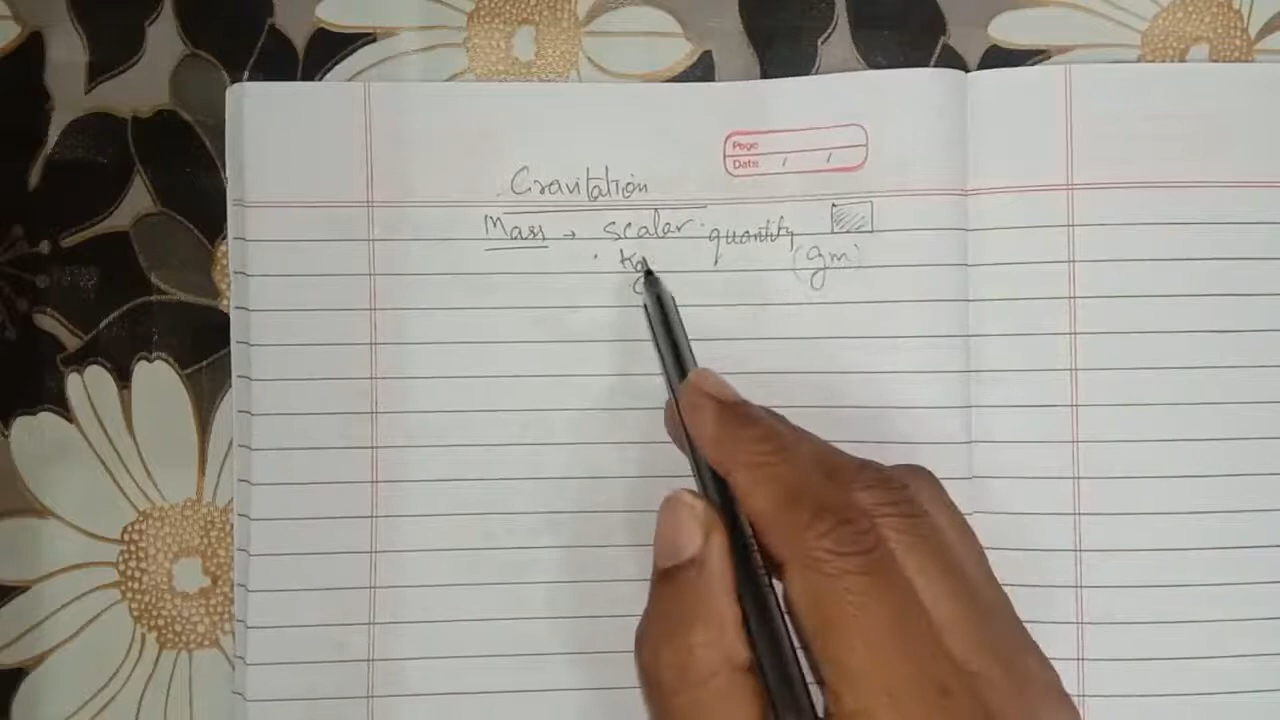 Page
Date / /
Gravitation
Mass → scalar quantity
Kg (gm)